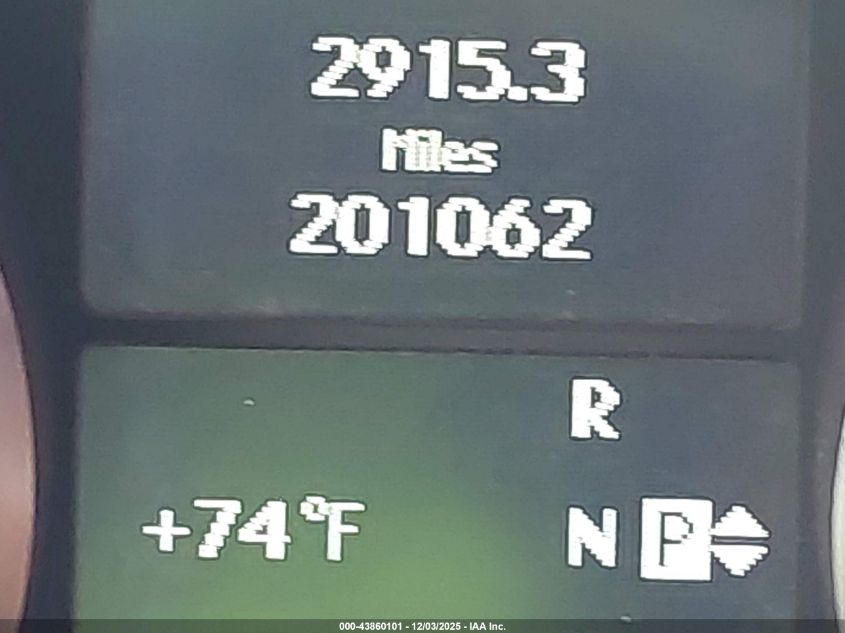 2915.3
Miles
201062
R
+74°F N P
000-43860101 - 12/03/2025 - IAA Inc.